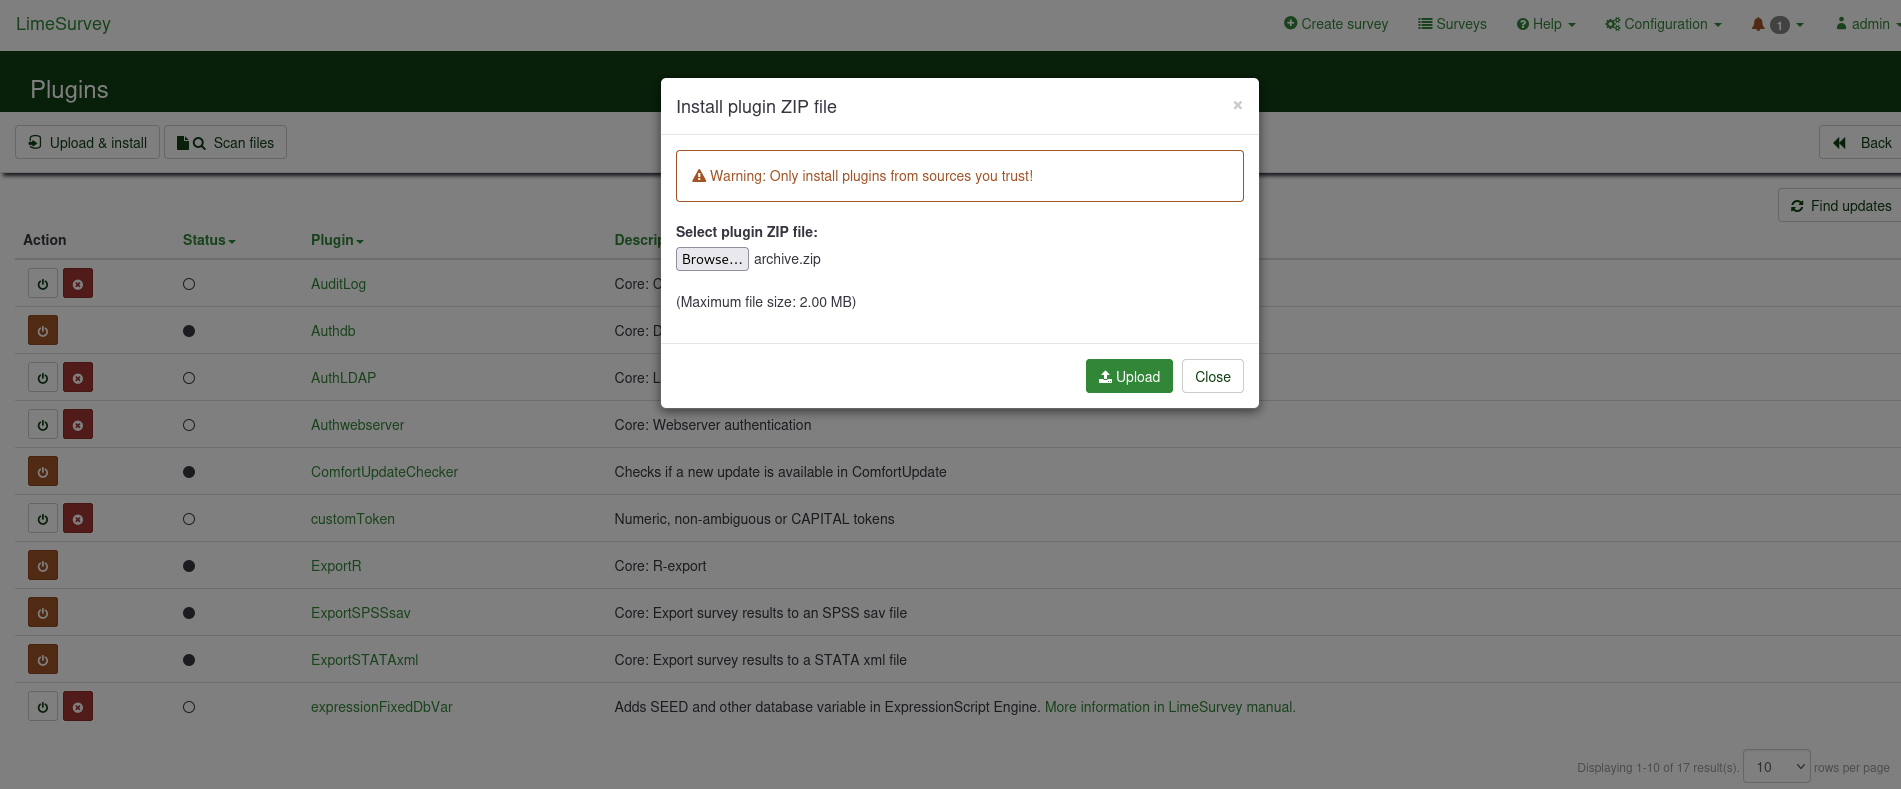 LimeSurvey
Create survey Surveys Help Configuration 1 admin
Plugins
Install plugin ZIP file ×
Upload & install Scan files Back
Warning: Only install plugins from sources you trust!
Find updates
Select plugin ZIP file:
Browse... archive.zip
(Maximum file size: 2.00 MB)
Upload Close
Action Status Plugin
AuditLog Core:
Authdb Core:
AuthLDAP Core:
Authwebserver Core: Webserver authentication
ComfortUpdateChecker Checks if a new update is available in ComfortUpdate
customToken Numeric, non-ambiguous or CAPITAL tokens
ExportR Core: R-export
ExportSPSSsav Core: Export survey results to an SPSS sav file
ExportSTATAxml Core: Export survey results to a STATA xml file
expressionFixedDbVar Adds SEED and other database variable in ExpressionScript Engine. More information in LimeSurvey manual.
Displaying 1-10 of 17 result(s). 10 rows per page